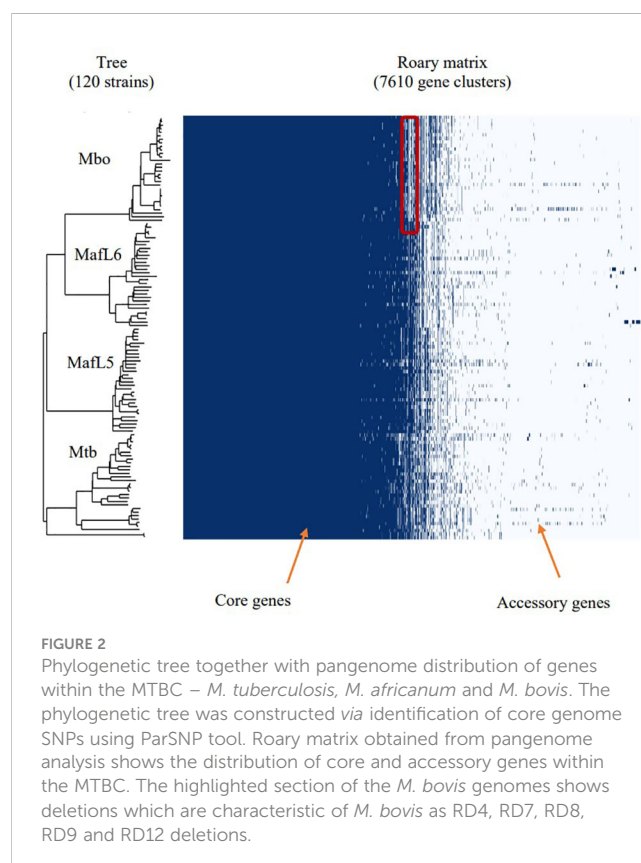 Tree
(120 strains)
Roary matrix
(7610 gene clusters)
Mbo
MafL6
MafL5
Mtb
Core genes
Accessory genes
FIGURE 2
Phylogenetic tree together with pangenome distribution of genes
within the MTBC – M. tuberculosis, M. africanum and M. bovis. The
phylogenetic tree was constructed via identification of core genome
SNPs using ParSNP tool. Roary matrix obtained from pangenome
analysis shows the distribution of core and accessory genes within
the MTBC. The highlighted section of the M. bovis genomes shows
deletions which are characteristic of M. bovis as RD4, RD7, RD8,
RD9 and RD12 deletions.